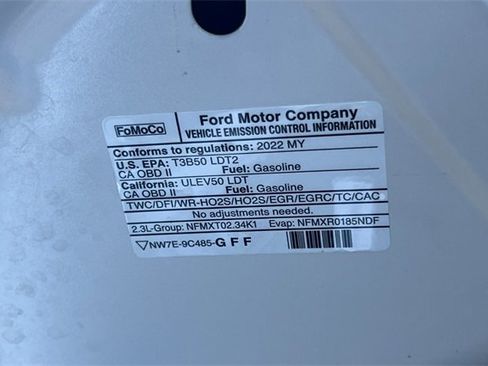 FoMoCo
Ford Motor Company
VEHICLE EMISSION CONTROL INFORMATION
Conforms to regulations: 2022 MY
U.S. EPA: T3B50 LDT2
CA OBD II Fuel: Gasoline
California: ULEV50 LDT
CA OBD II Fuel: Gasoline
TWC/DFI/WR-HO2S/HO2S/EGR/EGRC/TC/CAC
No adjustments needed.
2.3L-Group: NFMXT02.34K1 Evap: NFMXR0185NDF
NW7E-9C485-GFF